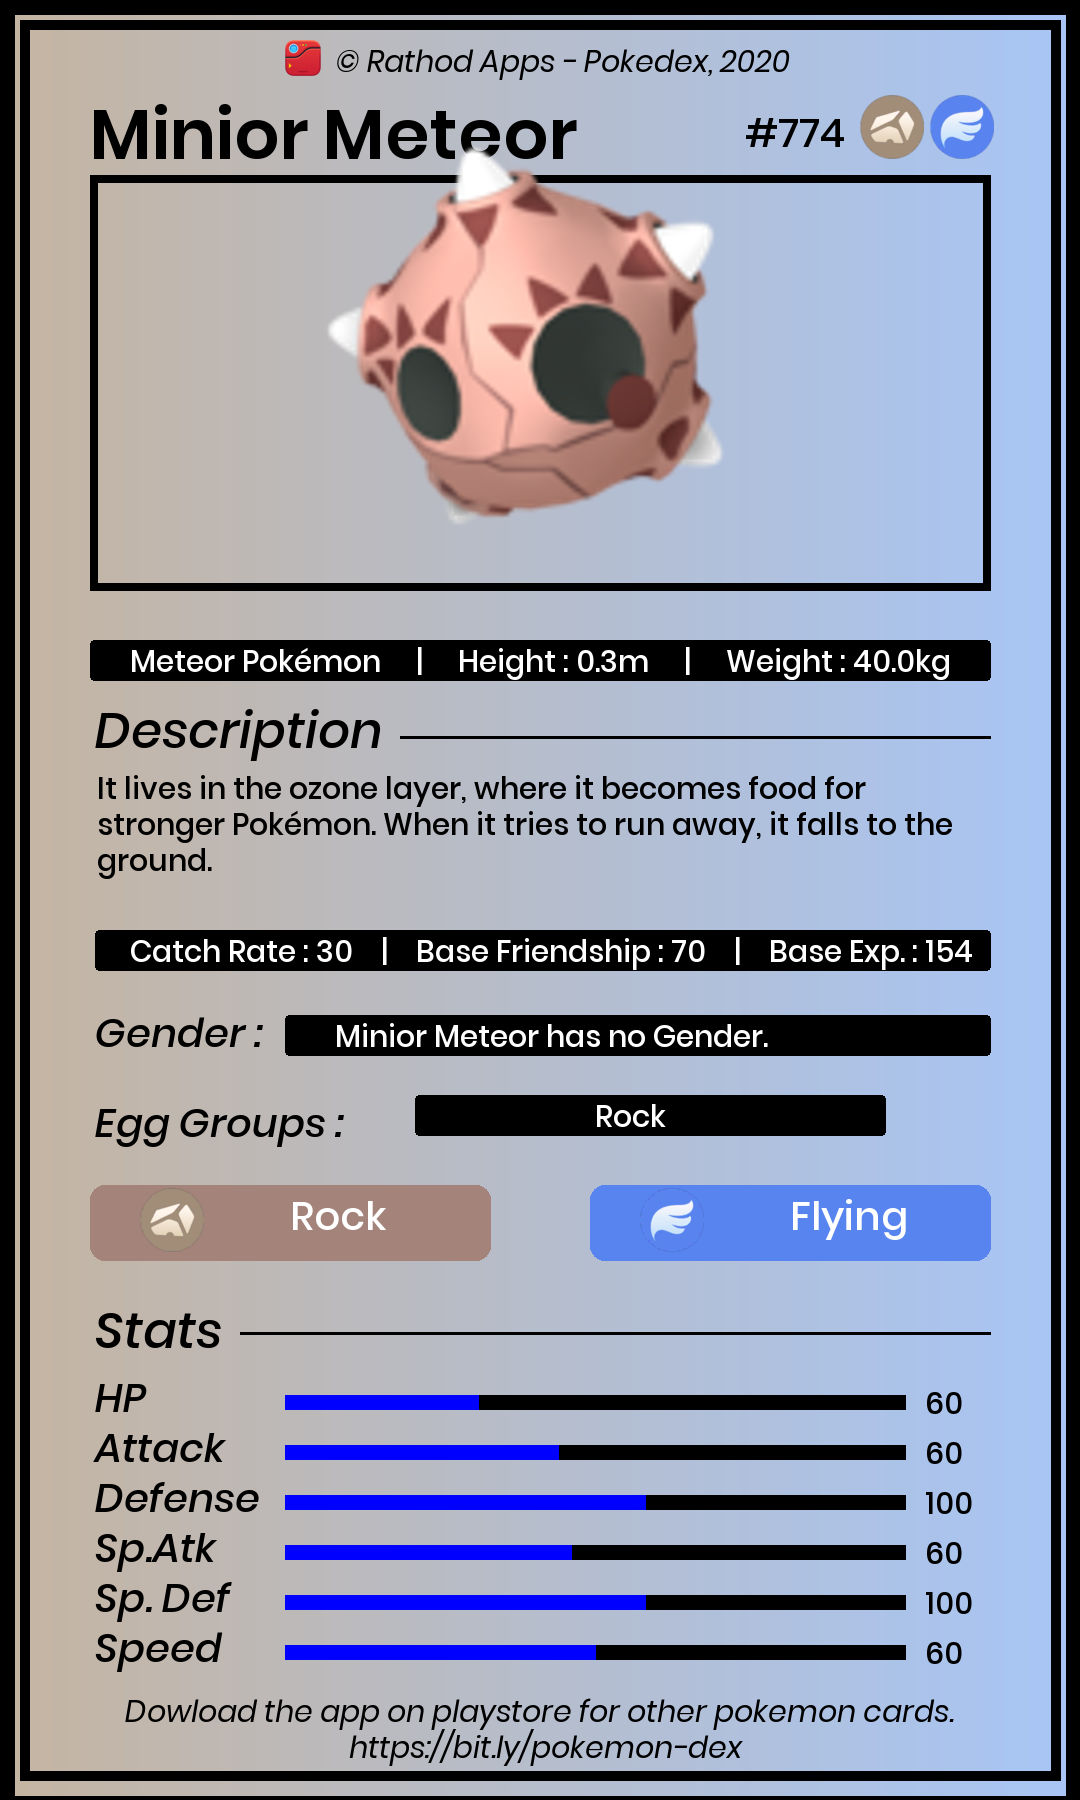 © Rathod Apps - Pokedex, 2020
Minior Meteor #774
Meteor Pokémon | Height : 0.3m | Weight : 40.0kg
Description
It lives in the ozone layer, where it becomes food for
stronger Pokémon. When it tries to run away, it falls to the
ground.
Catch Rate : 30 | Base Friendship : 70 | Base Exp. : 154
Gender : Minior Meteor has no Gender.
Egg Groups : Rock
Rock Flying
Stats
HP 60
Attack 60
Defense 100
Sp.Atk 60
Sp. Def 100
Speed 60
Dowload the app on playstore for other pokemon cards.
https://bit.ly/pokemon-dex